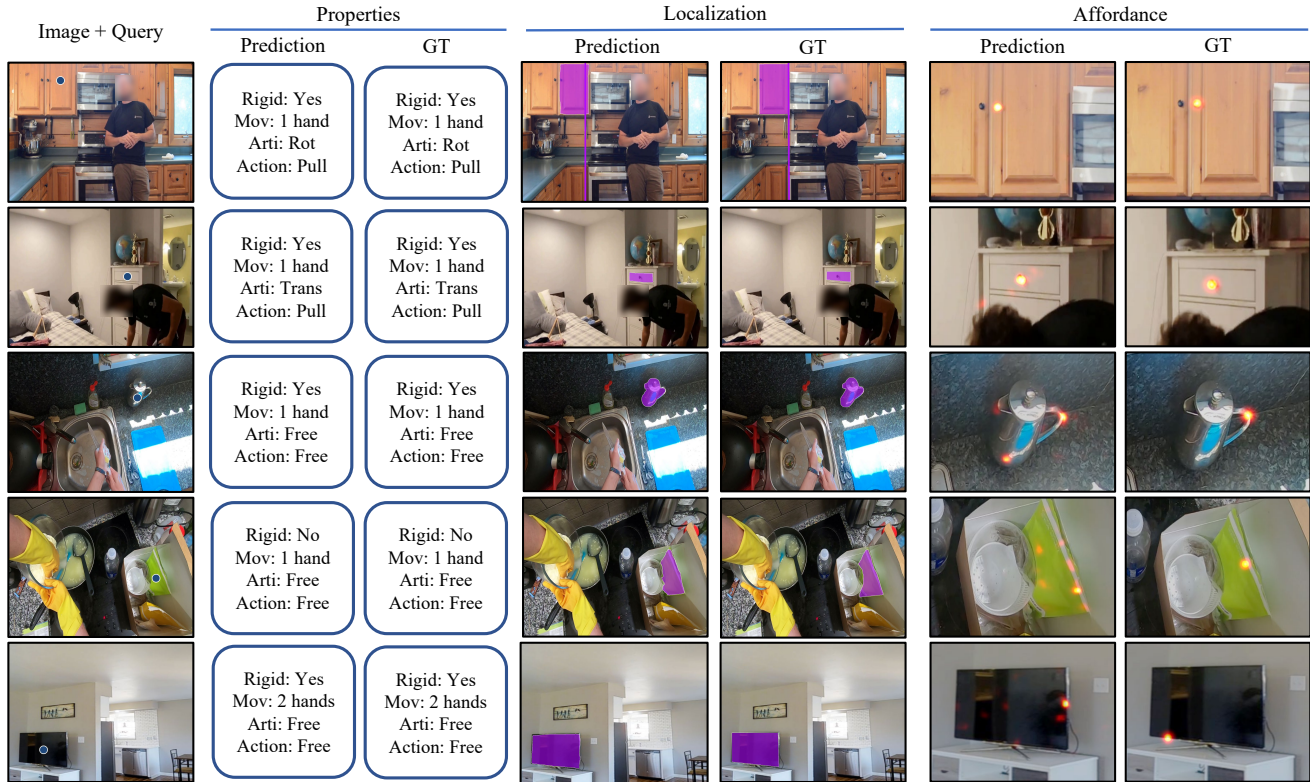 Image + Query
Properties
Localization
Affordance
Prediction
GT
Prediction
GT
Prediction
GT
Rigid: Yes
Mov: 1 hand
Arti: Rot
Action: Pull
Rigid: Yes
Mov: 1 hand
Arti: Rot
Action: Pull
Rigid: Yes
Mov: 1 hand
Arti: Trans
Action: Pull
Rigid: Yes
Mov: 1 hand
Arti: Trans
Action: Pull
Rigid: Yes
Mov: 1 hand
Arti: Free
Action: Free
Rigid: Yes
Mov: 1 hand
Arti: Free
Action: Free
Rigid: No
Mov: 1 hand
Arti: Free
Action: Free
Rigid: No
Mov: 1 hand
Arti: Free
Action: Free
Rigid: Yes
Mov: 2 hands
Arti: Free
Action: Free
Rigid: Yes
Mov: 2 hands
Arti: Free
Action: Free